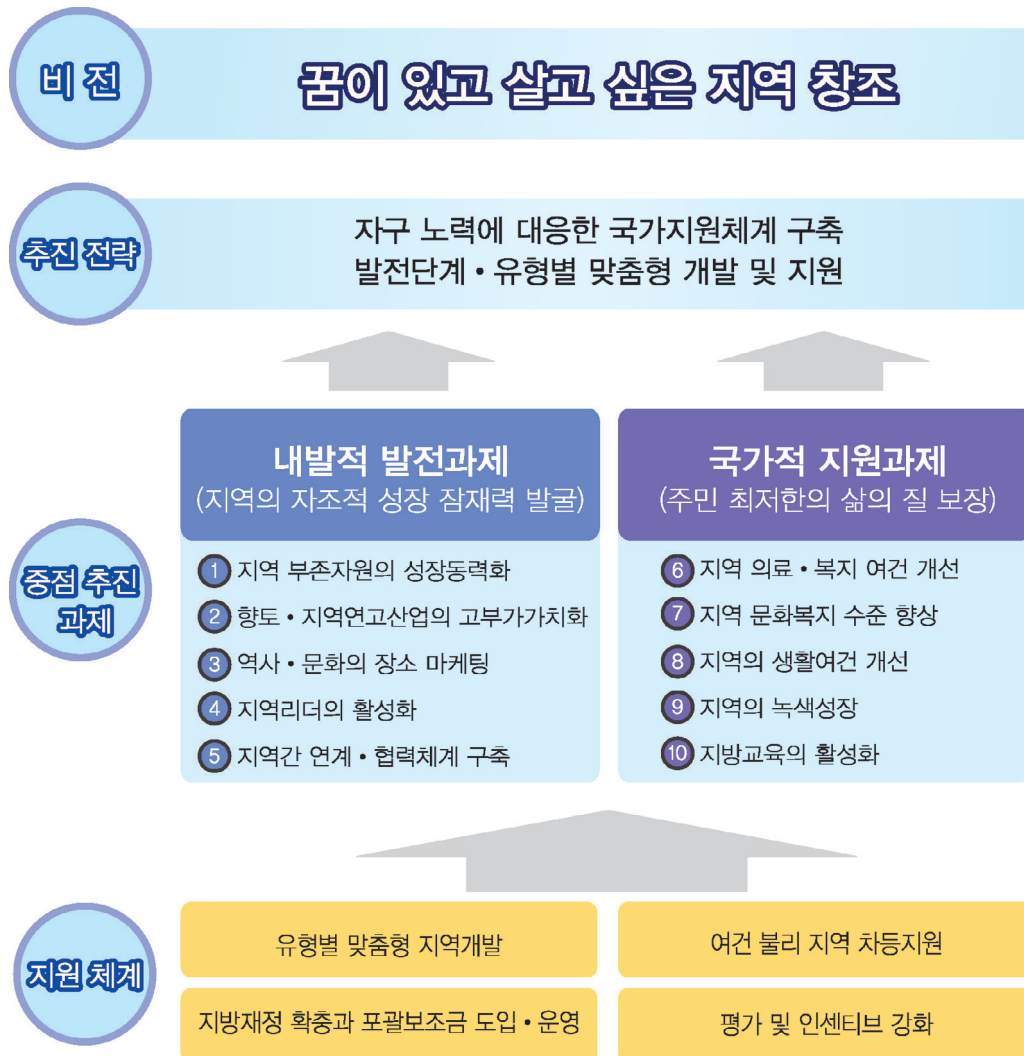 비 전
꿈이 있고 살고 싶은 지역 창조
추진 전략
자구 노력에 대응한 국가지원체계 구축
발전단계 • 유형별 맞춤형 개발 및 지원
중점 추진
과제
내발적 발전과제
(지역의 자조적 성장 잠재력 발굴)
1 지역 부존자원의 성장동력화
2 향토 • 지역연고산업의 고부가가치화
3 역사 • 문화의 장소 마케팅
4 지역리더의 활성화
5 지역간 연계 • 협력체계 구축
국가적 지원과제
(주민 최저한의 삶의 질 보장)
6 지역 의료 • 복지 여건 개선
7 지역 문화복지 수준 향상
8 지역의 생활여건 개선
9 지역의 녹색성장
10 지방교육의 활성화
지원 체계
유형별 맞춤형 지역개발
여건 불리 지역 차등지원
지방재정 확충과 포괄보조금 도입 • 운영
평가 및 인센티브 강화